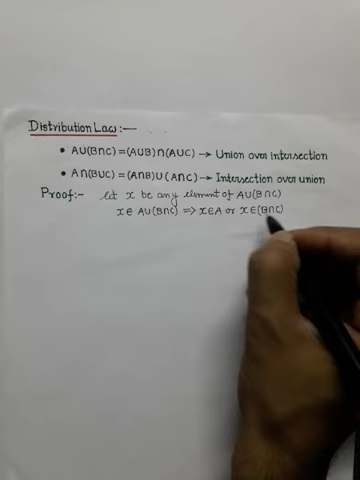 Distribution Law:-
• A∪(B∩C)=(A∪B)∩(A∪C) → Union over intersection
• A∩(B∪C)=(A∩B)∪(A∩C) → Intersection over union
Proof:- let x be any element of A∪(B∩C)
x ∈ A∪(B∩C) ⇒ x∈A or x∈(B∩C)